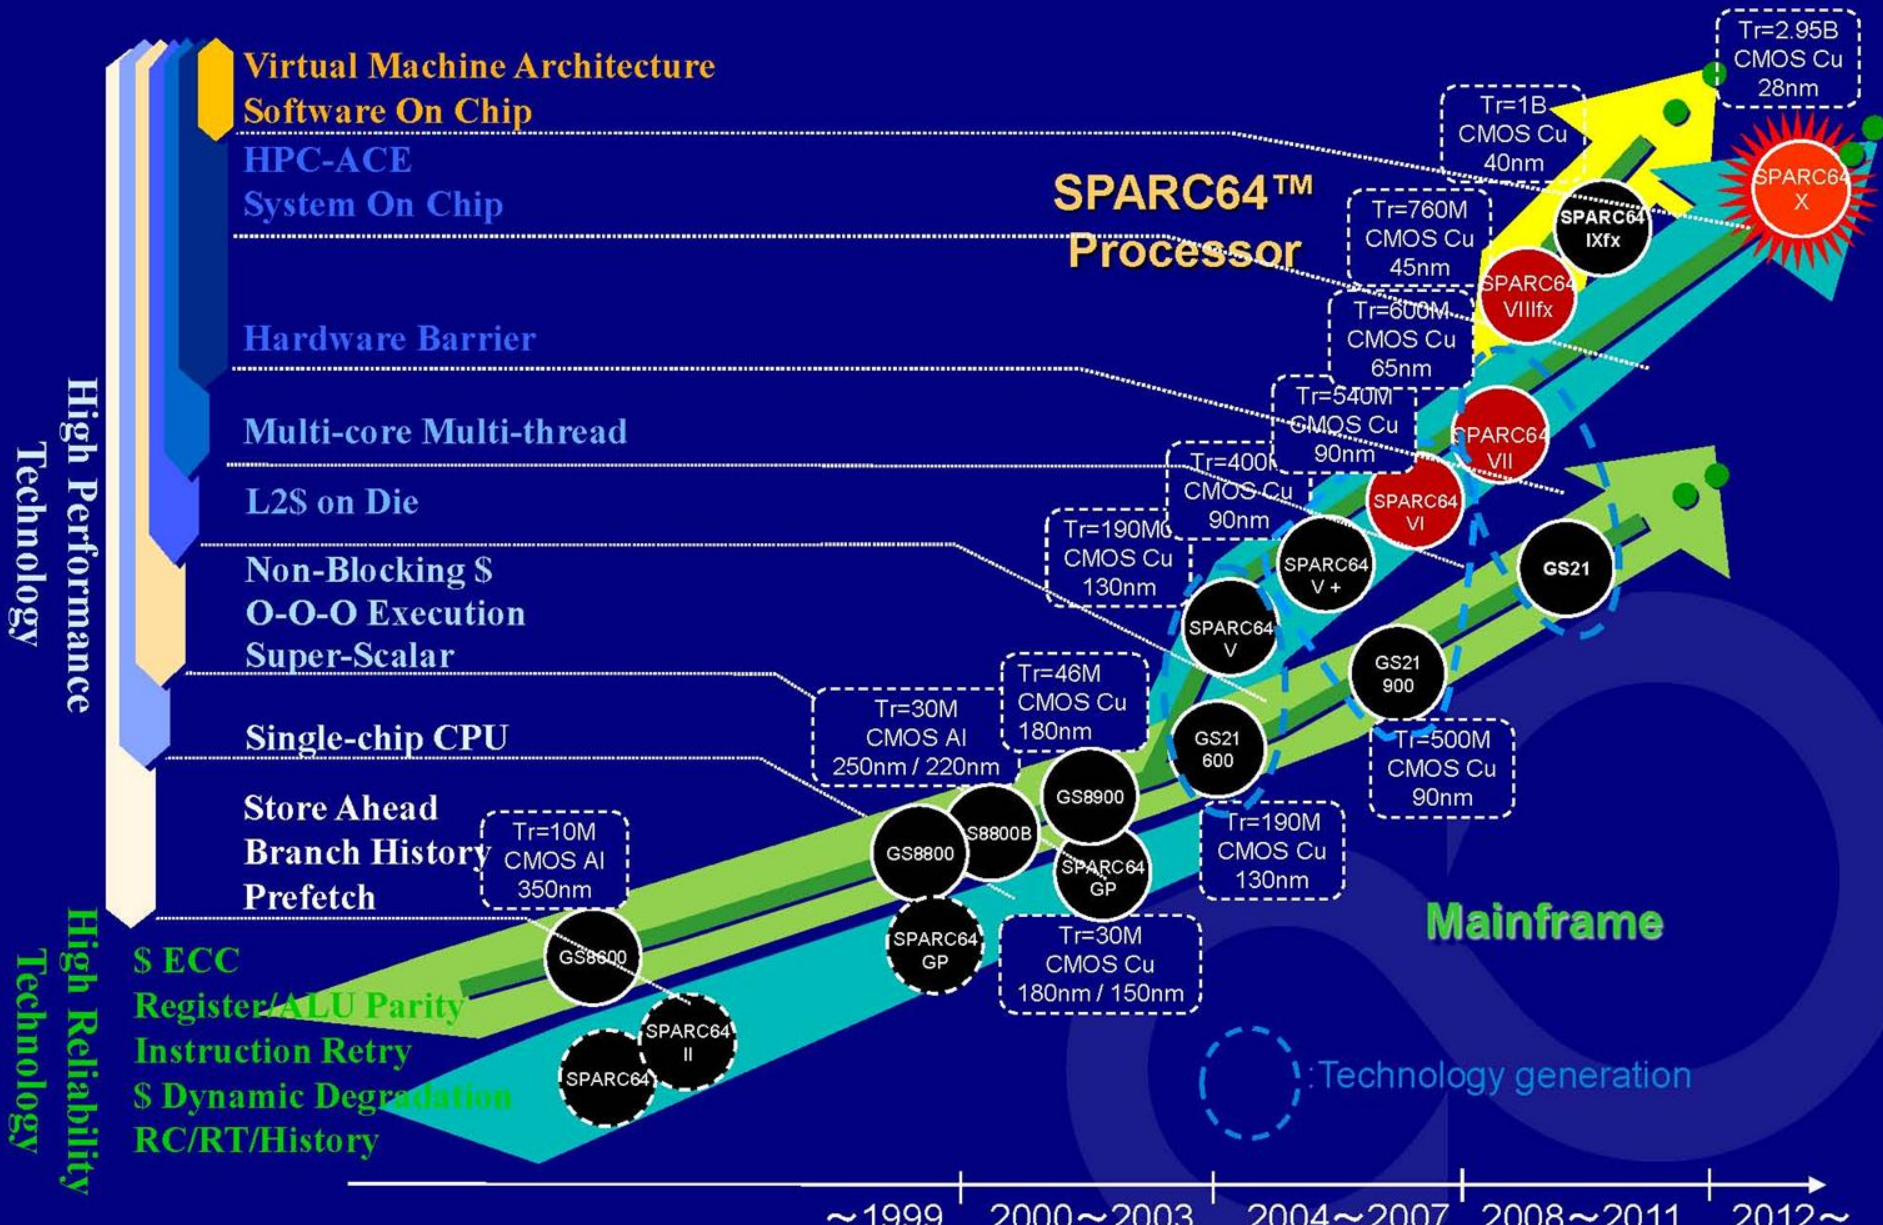 Virtual Machine Architecture
Software On Chip
HPC-ACE
System On Chip
Hardware Barrier
Multi-core Multi-thread
L2$ on Die
Non-Blocking $
O-O-O Execution
Super-Scalar
Single-chip CPU
Store Ahead
Branch History
Prefetch
High Performance
Technology
$ ECC
Register/ALU Parity
Instruction Retry
$ Dynamic Degradation
RC/RT/History
High Reliability
Technology
SPARC64™
Processor
Mainframe
Tr=2.95B
CMOS Cu
28nm
Tr=1B
CMOS Cu
40nm
Tr=760M
CMOS Cu
45nm
Tr=600M
CMOS Cu
65nm
Tr=540M
CMOS Cu
90nm
Tr=400
CMOS Cu
90nm
Tr=190M
CMOS Cu
130nm
Tr=46M
CMOS Cu
180nm
Tr=30M
CMOS Al
250nm / 220nm
Tr=10M
CMOS Al
350nm
Tr=500M
CMOS Cu
90nm
Tr=190M
CMOS Cu
130nm
Tr=30M
CMOS Cu
180nm / 150nm
SPARC64
X
SPARC64
IXfx
SPARC64
VIIIfx
SPARC64
VII
SPARC64
VI
SPARC64
V +
SPARC64
V
GS21
GS21
900
GS21
600
GS8900
S8800B
GS8800
SPARC64
GP
SPARC64
GP
GS8600
SPARC64
II
SPARC64
:Technology generation
～1999
2000～2003
2004～2007
2008～2011
2012～